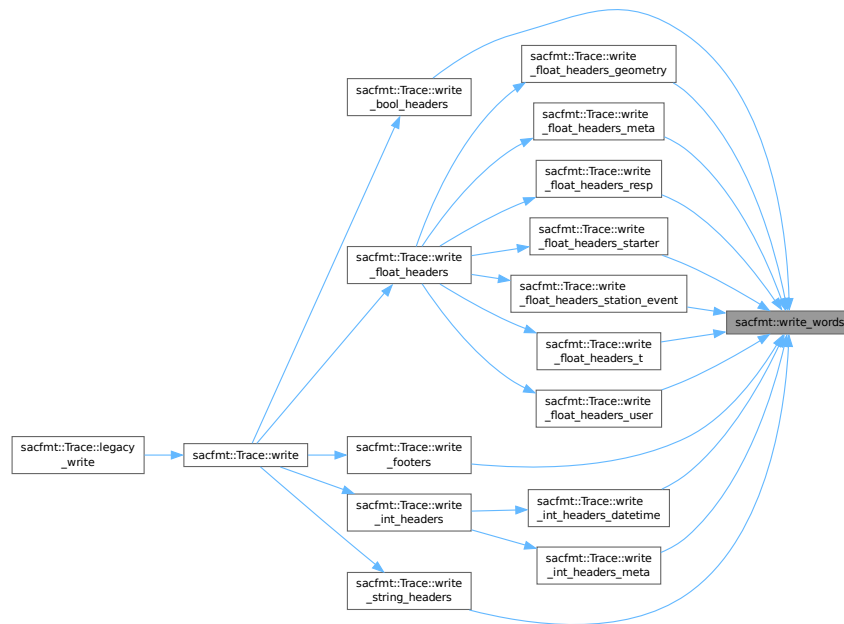 sacfmt::Trace::write
_float_headers_geometry
sacfmt::Trace::write
_bool_headers
sacfmt::Trace::write
_float_headers_meta
sacfmt::Trace::write
_float_headers_resp
sacfmt::Trace::write
_float_headers_starter
sacfmt::Trace::write
_float_headers
sacfmt::Trace::write
_float_headers_station_event
sacfmt::write_words
sacfmt::Trace::write
_float_headers_t
sacfmt::Trace::write
_float_headers_user
sacfmt::Trace::legacy
_write
sacfmt::Trace::write
sacfmt::Trace::write
_footers
sacfmt::Trace::write
_int_headers
sacfmt::Trace::write
_int_headers_datetime
sacfmt::Trace::write
_int_headers_meta
sacfmt::Trace::write
_string_headers